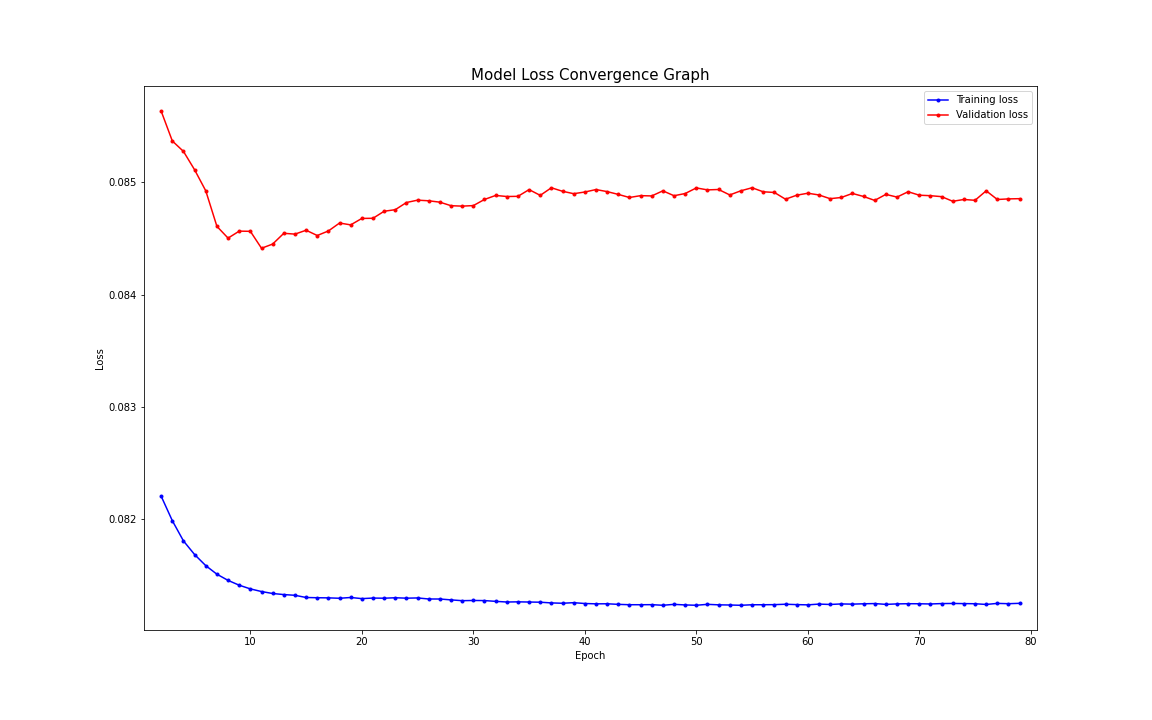 Model Loss Convergence Graph
Training loss
Validation loss
0.085
0.084
0.083
0.082
Loss
10 20 30 40 50 60 70 80
Epoch